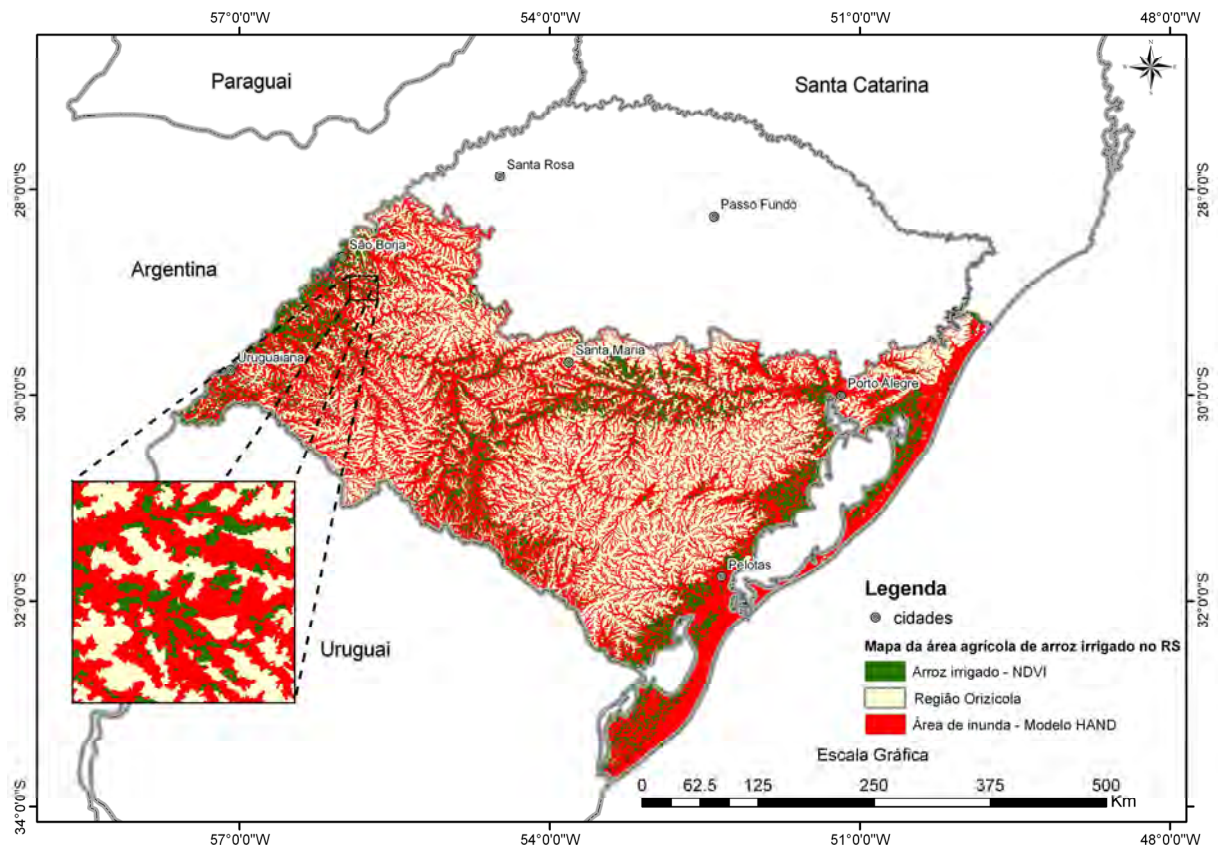 57°0'0"W 54°0'0"W 51°0'0"W 48°0'0"W
N
W E
S
Paraguai
Santa Catarina
28°0'0"S
28°0'0"S
Santa Rosa
Passo Fundo
São Borja
Argentina
Uruguaiana
Santa Maria
Porto Alegre
30°0'0"S
30°0'0"S
Pelotas
32°0'0"S
32°0'0"S
Uruguai
Legenda
cidades
Mapa da área agrícola de arroz irrigado no RS
Arroz irrigado - NDVI
Região Orizícola
Área de inunda - Modelo HAND
Escala Gráfica
0 62.5 125 250 375 500
Km
34°0'0"S
57°0'0"W 54°0'0"W 51°0'0"W 48°0'0"W